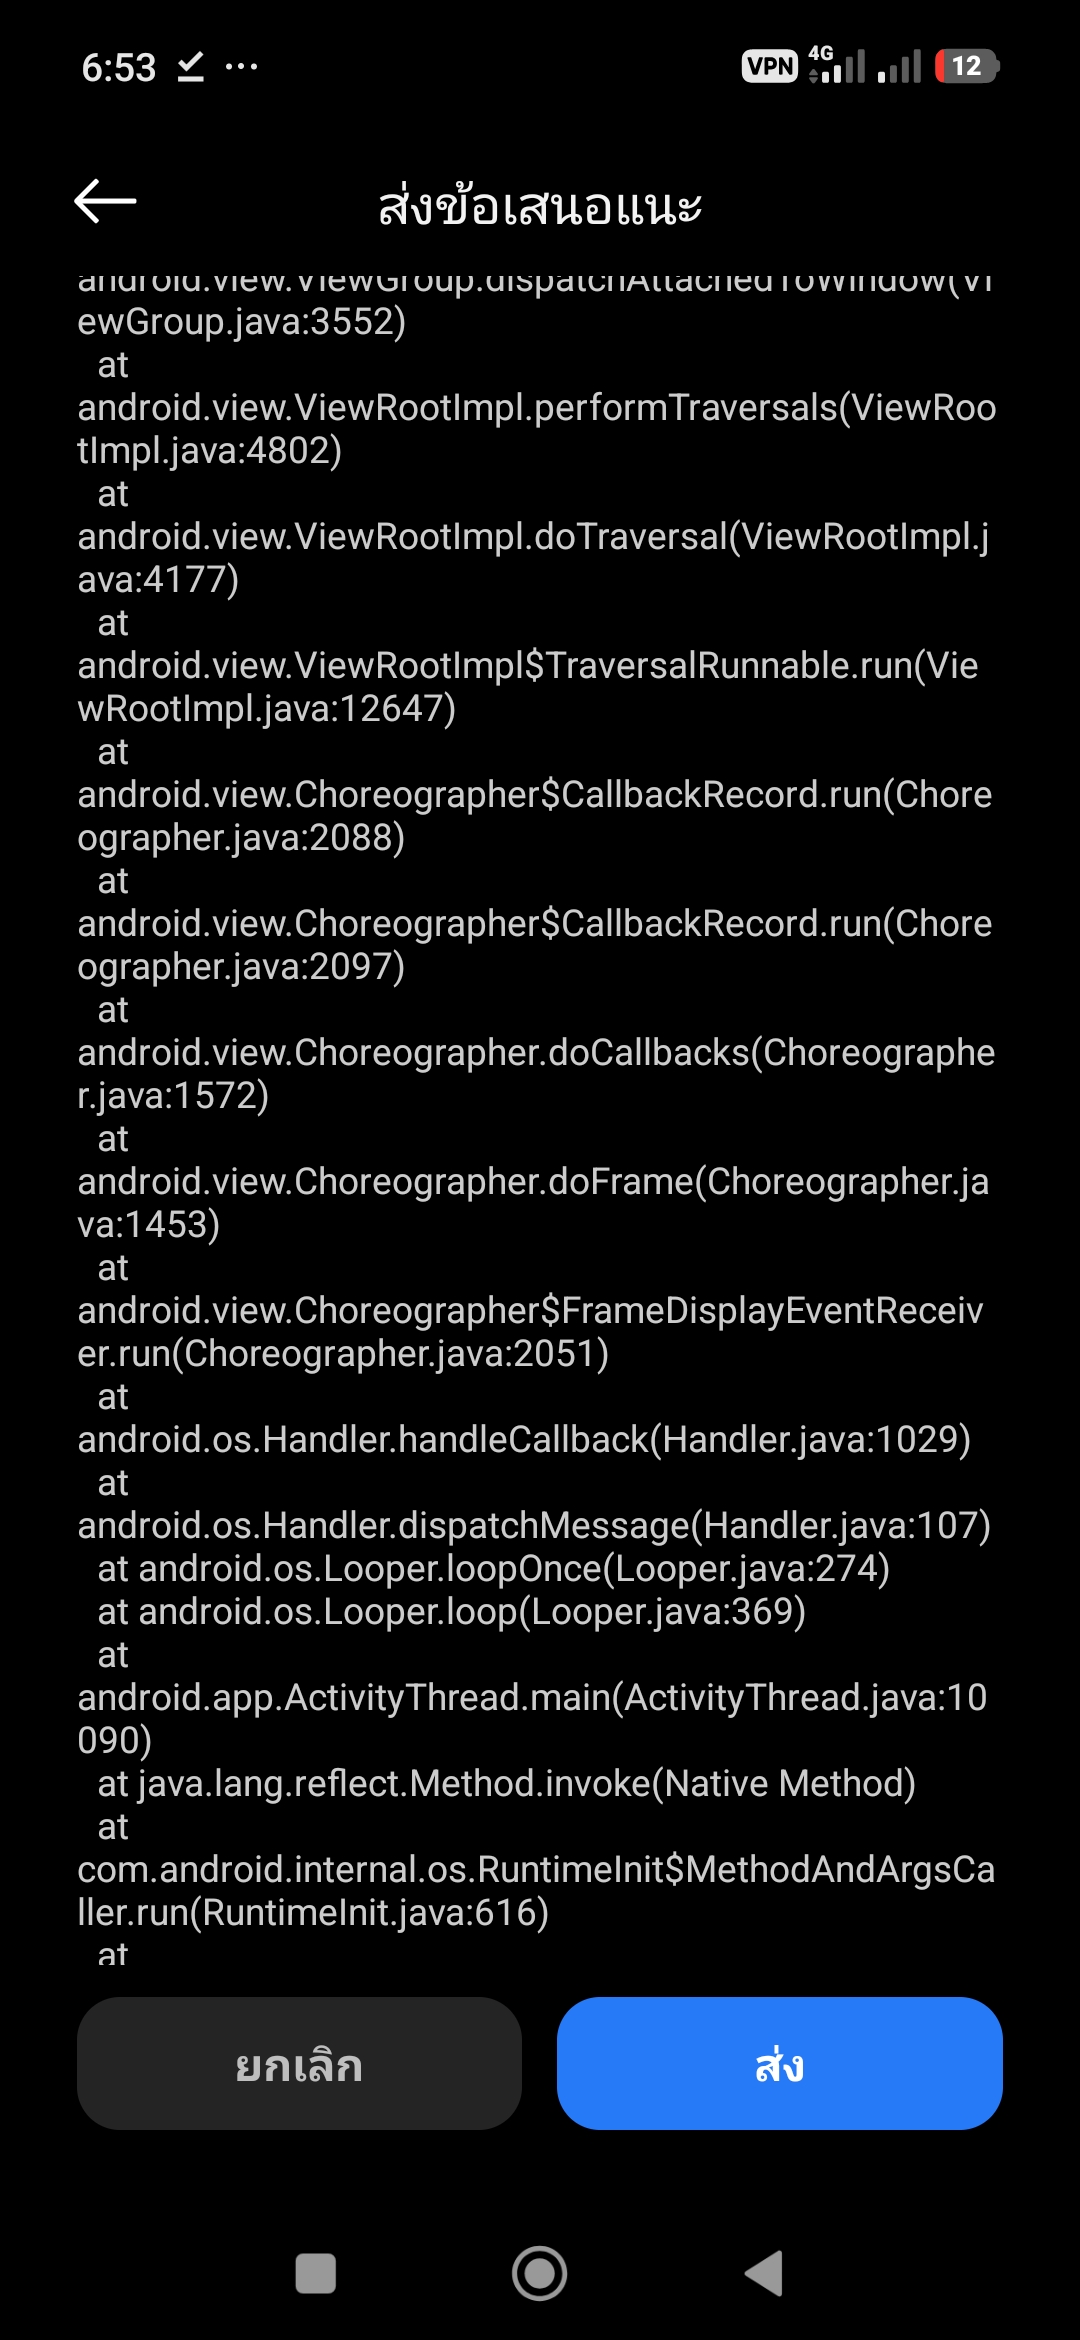 6:53
VPN 4G 12
ส่งข้อเสนอแนะ
android.view.ViewGroup.dispatchAttachedToWindow(Vi
ewGroup.java:3552)
at
android.view.ViewRootImpl.performTraversals(ViewRoo
tImpl.java:4802)
at
android.view.ViewRootImpl.doTraversal(ViewRootImpl.j
ava:4177)
at
android.view.ViewRootImpl$TraversalRunnable.run(Vie
wRootImpl.java:12647)
at
android.view.Choreographer$CallbackRecord.run(Chore
ographer.java:2088)
at
android.view.Choreographer$CallbackRecord.run(Chore
ographer.java:2097)
at
android.view.Choreographer.doCallbacks(Choreographe
r.java:1572)
at
android.view.Choreographer.doFrame(Choreographer.ja
va:1453)
at
android.view.Choreographer$FrameDisplayEventReceiv
er.run(Choreographer.java:2051)
at
android.os.Handler.handleCallback(Handler.java:1029)
at
android.os.Handler.dispatchMessage(Handler.java:107)
at android.os.Looper.loopOnce(Looper.java:274)
at android.os.Looper.loop(Looper.java:369)
at
android.app.ActivityThread.main(ActivityThread.java:10
090)
at java.lang.reflect.Method.invoke(Native Method)
at
com.android.internal.os.RuntimeInit$MethodAndArgsCa
ller.run(RuntimeInit.java:616)
at
ยกเลิก
ส่ง